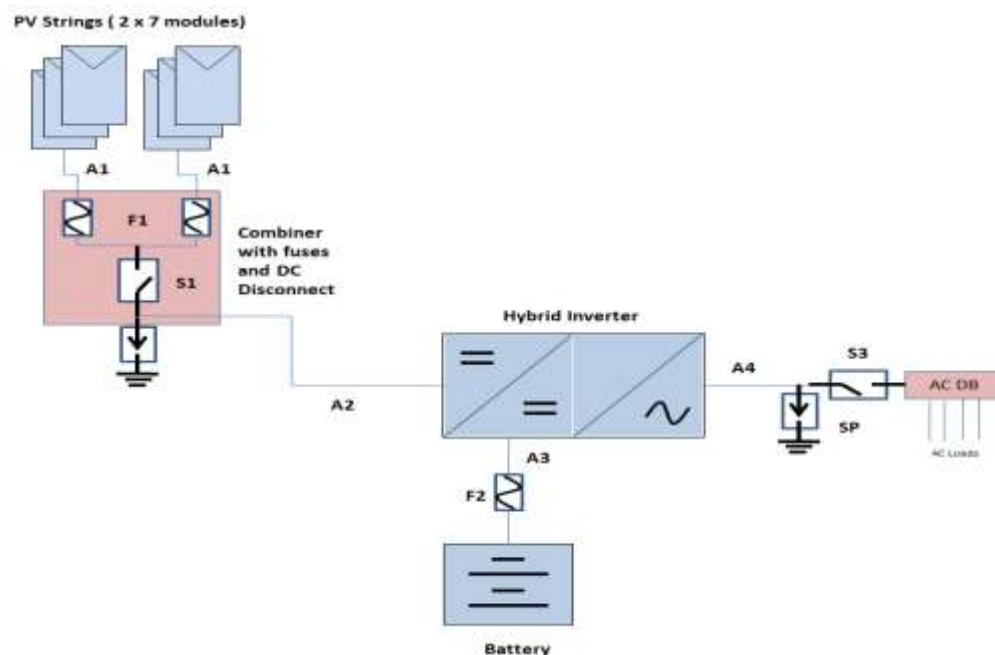 PV Strings ( 2 x 7 modules)
A1
A1
F1
S1
Combiner
with fuses
and DC
Disconnect
A2
Hybrid Inverter
A3
F2
Battery
A4
S3
SP
AC DB
AC Loads